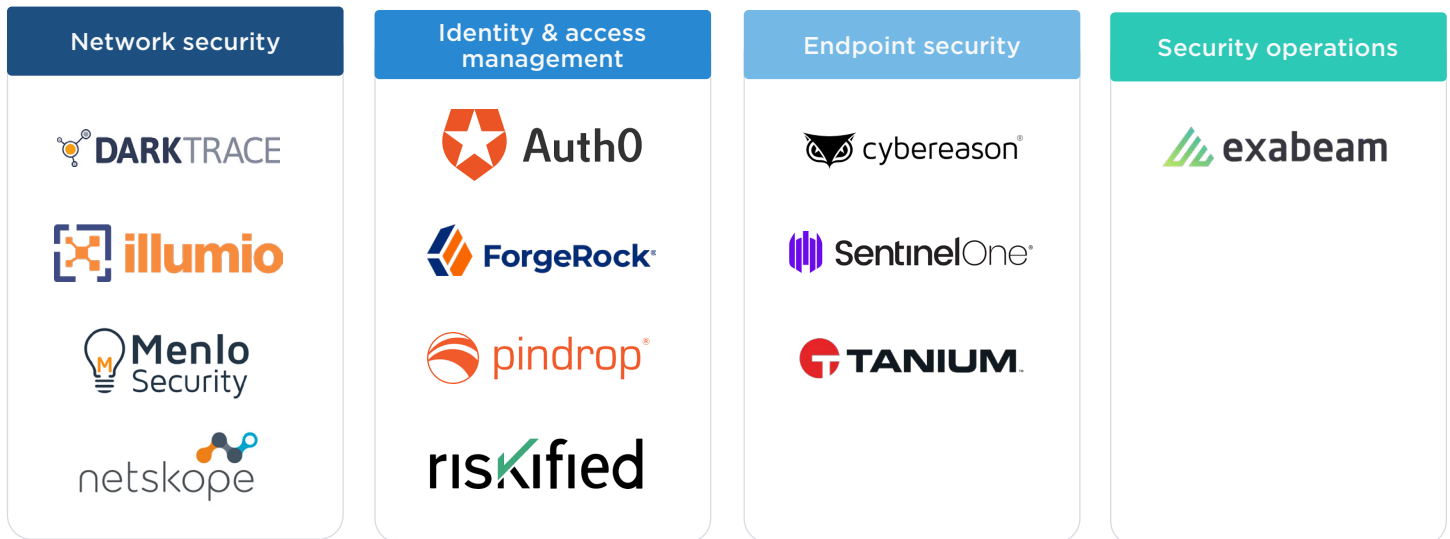 Network security
DARKTRACE
illumio
M
Menlo
Security
netskope
Identity & access
management
Auth0
ForgeRock®
pindrop®
riskified
Endpoint security
cybereason®
SentinelOne®
TANIUM™
Security operations
exabeam